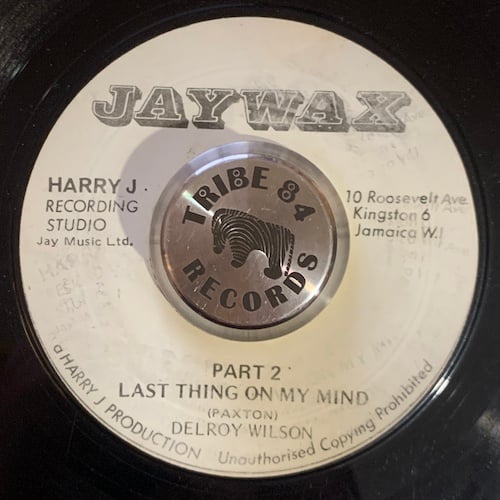 JAYWAX
HARRY J.
RECORDING
STUDIO
Jay Music Ltd.
10 Roosevelt Ave.
Kingston 6
Jamaica W.I
TRIBE 84
RECORDS
PART 2
LAST THING ON MY MIND
(PAXTON)
DELROY WILSON
a HARRY J PRODUCTION
Unauthorised Copying Prohibited